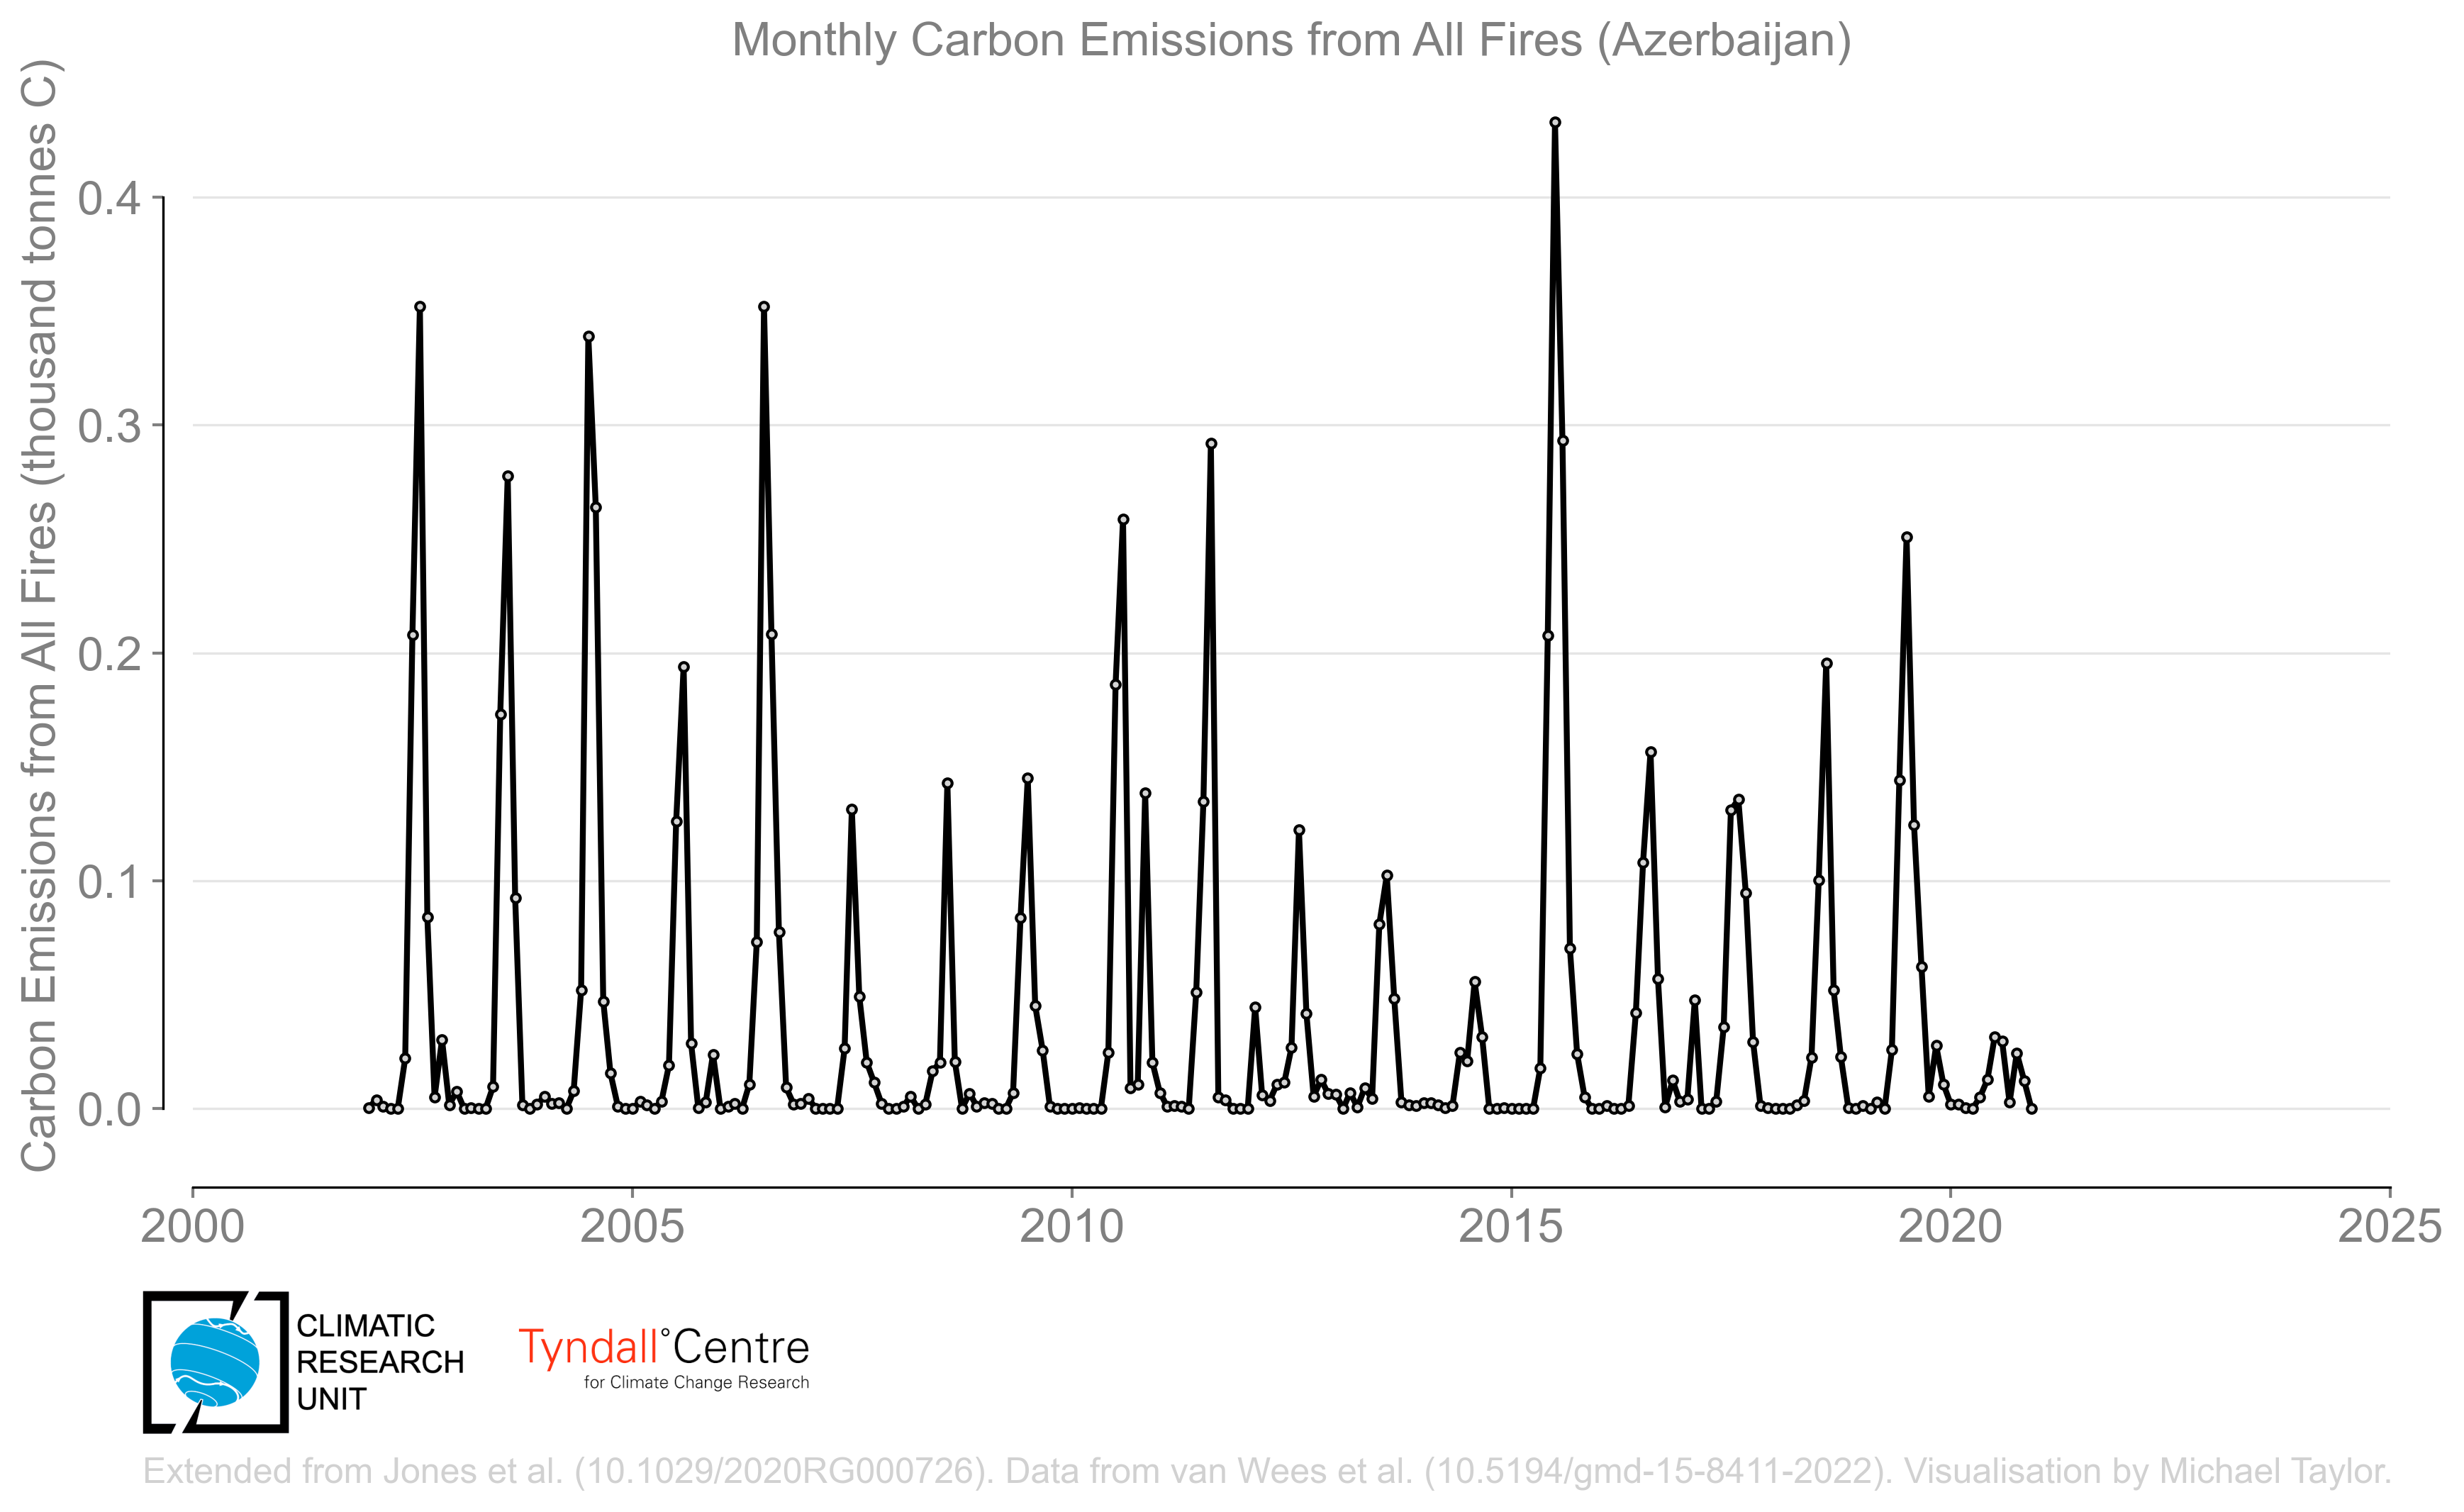 Monthly Carbon Emissions from All Fires (Azerbaijan)
Carbon Emissions from All Fires (thousand tonnes C)
0.4
0.3
0.2
0.1
0.0
2000 2005 2010 2015 2020 2025
CLIMATIC
RESEARCH
UNIT
Tyndall°Centre
for Climate Change Research
Extended from Jones et al. (10.1029/2020RG000726). Data from van Wees et al. (10.5194/gmd-15-8411-2022). Visualisation by Michael Taylor.